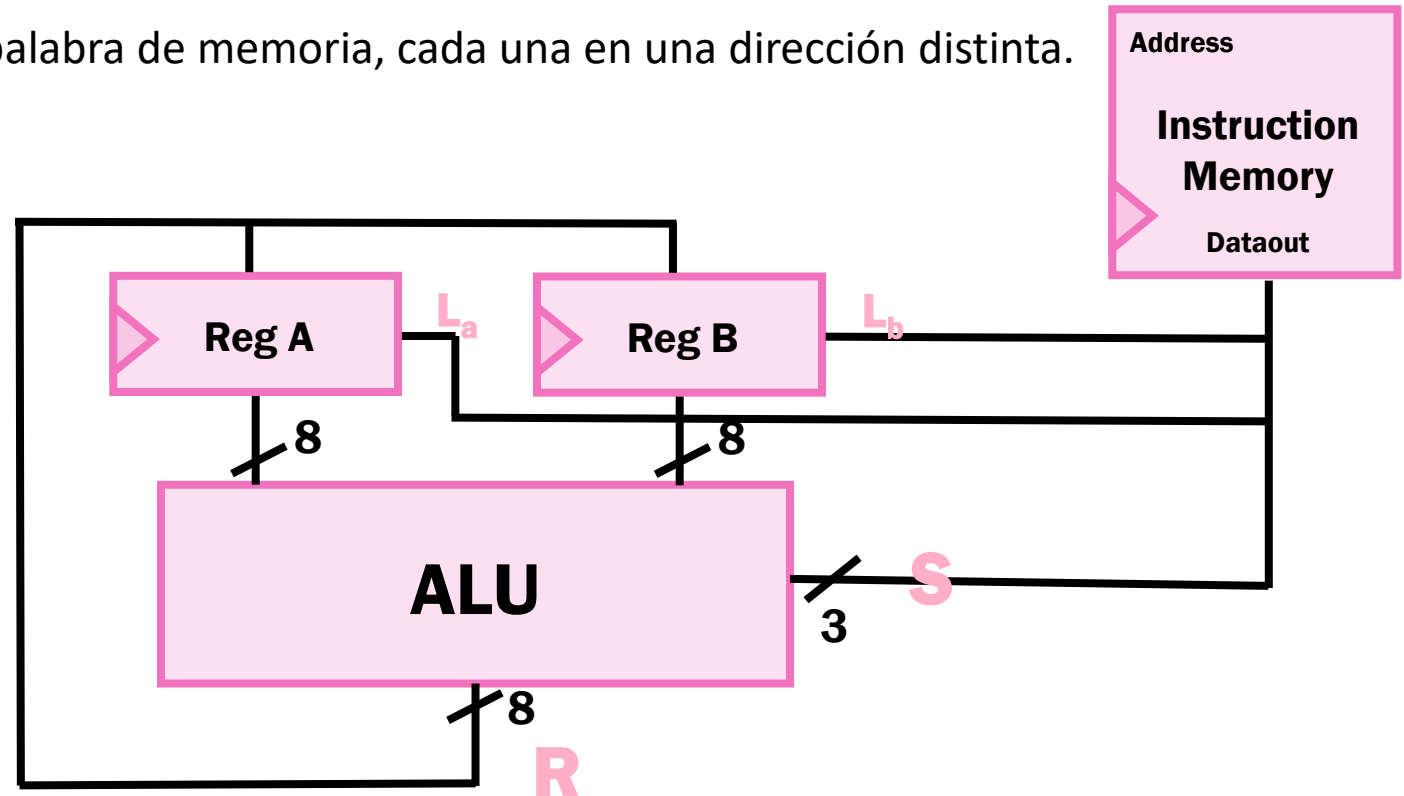 palabra de memoria, cada una en una dirección distinta.
Address
Instruction
Memory
Dataout
Reg A
La
Reg B
Lb
8
8
ALU
S
3
8
R